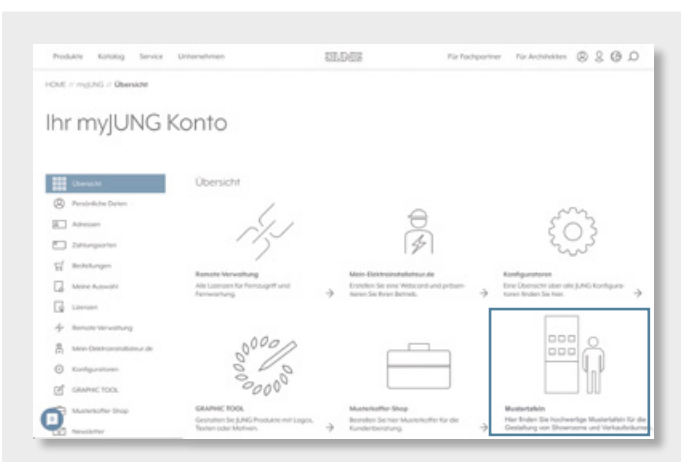 Produkte Katalog Service Unternehmen JUNG Für Fachpartner Für Architekten
HOME // myJUNG // Übersicht
Ihr myJUNG Konto
Übersicht
Persönliche Daten
Adressen
Zahlungsarten
Bestellungen
Meine Auswahl
Lizenzen
Remote Verwaltung
Mein-Elektroinstallateur.de
Konfiguratoren
GRAPHIC TOOL
Musterkoffer Shop
Newsletter
Übersicht
Remote Verwaltung
Alle Lizenzen für Fernzugriff und
Fernwartung.
Mein-Elektroinstallateur.de
Erstellen Sie eine Webcard und präsen-
tieren Sie Ihren Betrieb.
Konfiguratoren
Eine Übersicht über alle JUNG Konfigura-
toren finden Sie hier.
GRAPHIC TOOL
Gestalten Sie JUNG Produkte mit Logos,
Texten oder Motiven.
Musterkoffer Shop
Bestellen Sie hier Musterkoffer für die
Kundenberatung.
Mustertafeln
Hier finden Sie hochwertige Mustertafeln für die
Gestaltung von Showrooms und Verkaufsräumen